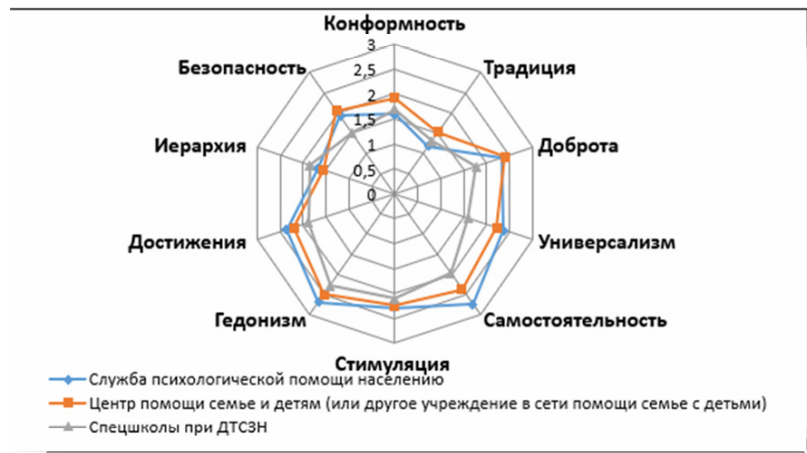 Конформность
3
Безопасность
2,5
Традиция
2
1,5
Иерархия
1
Доброта
0,5
0
Достижения
Универсализм
Гедонизм
Самостоятельность
Стимуляция
Служба психологической помощи населению
Центр помощи семье и детям (или другое учреждение в сети помощи семье с детьми)
Спецшколы при ДТСЗН